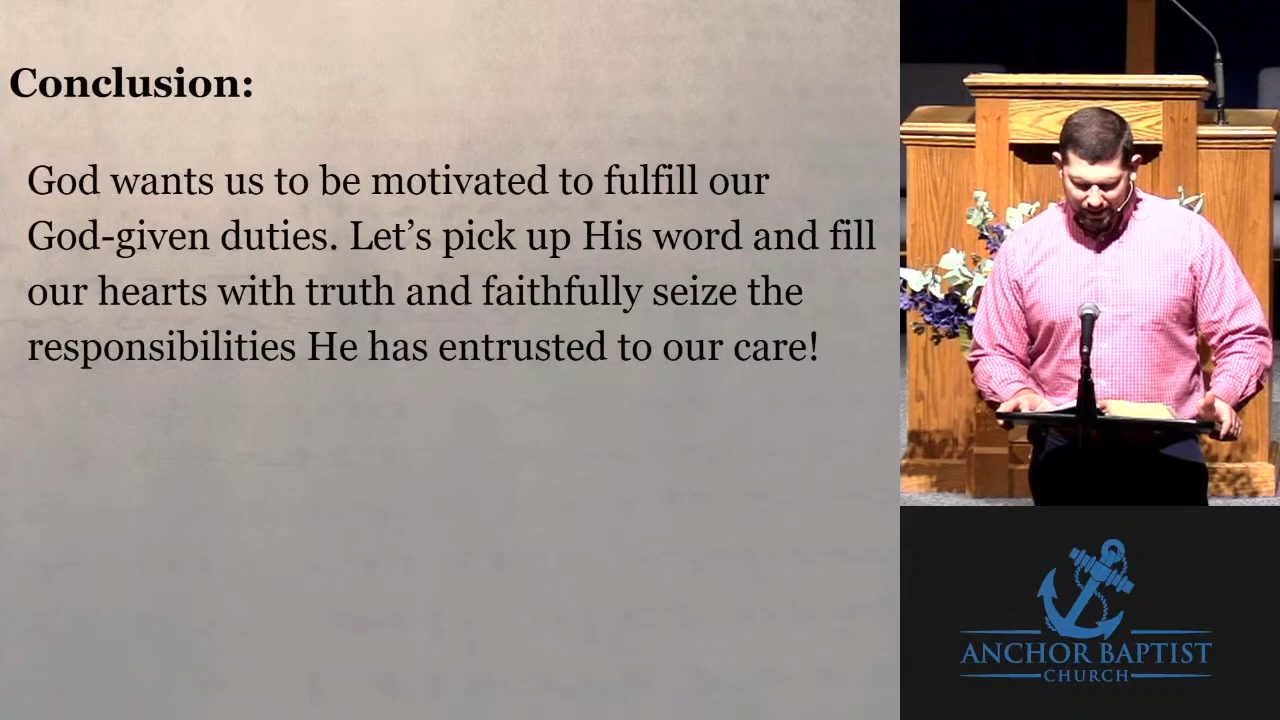 Conclusion:
God wants us to be motivated to fulfill our
God-given duties. Let’s pick up His word and fill
our hearts with truth and faithfully seize the
responsibilities He has entrusted to our care!
ANCHOR BAPTIST
CHURCH